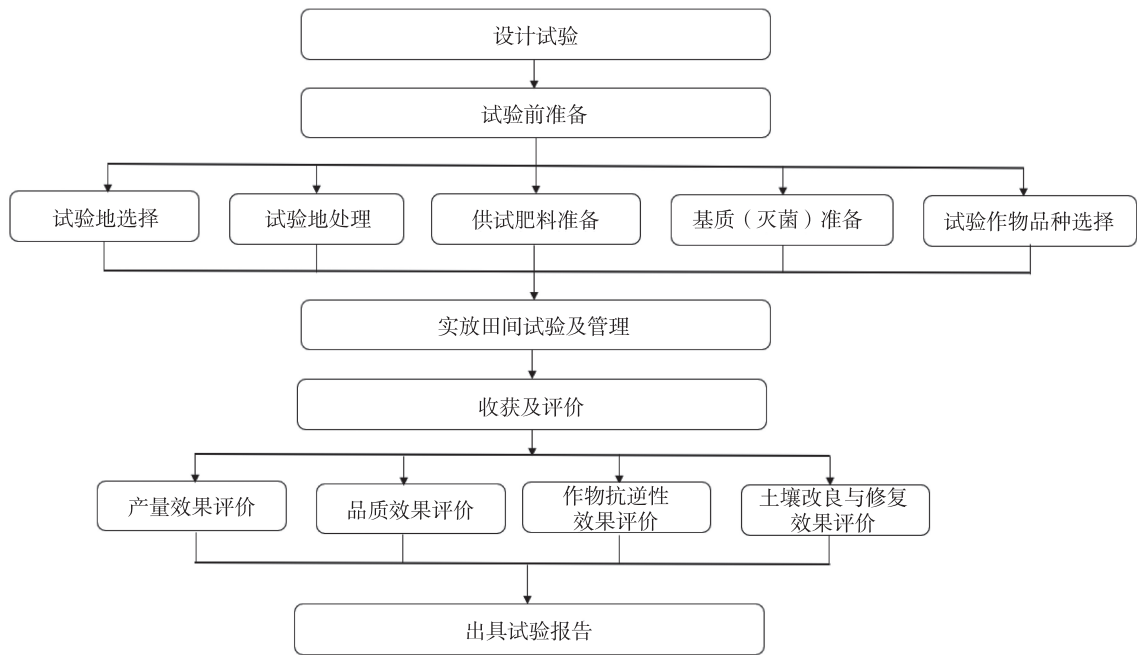 设计试验
试验前准备
试验地选择
试验地处理
供试肥料准备
基质（灭菌）准备
试验作物品种选择
实放田间试验及管理
收获及评价
产量效果评价
品质效果评价
作物抗逆性
效果评价
土壤改良与修复
效果评价
出具试验报告